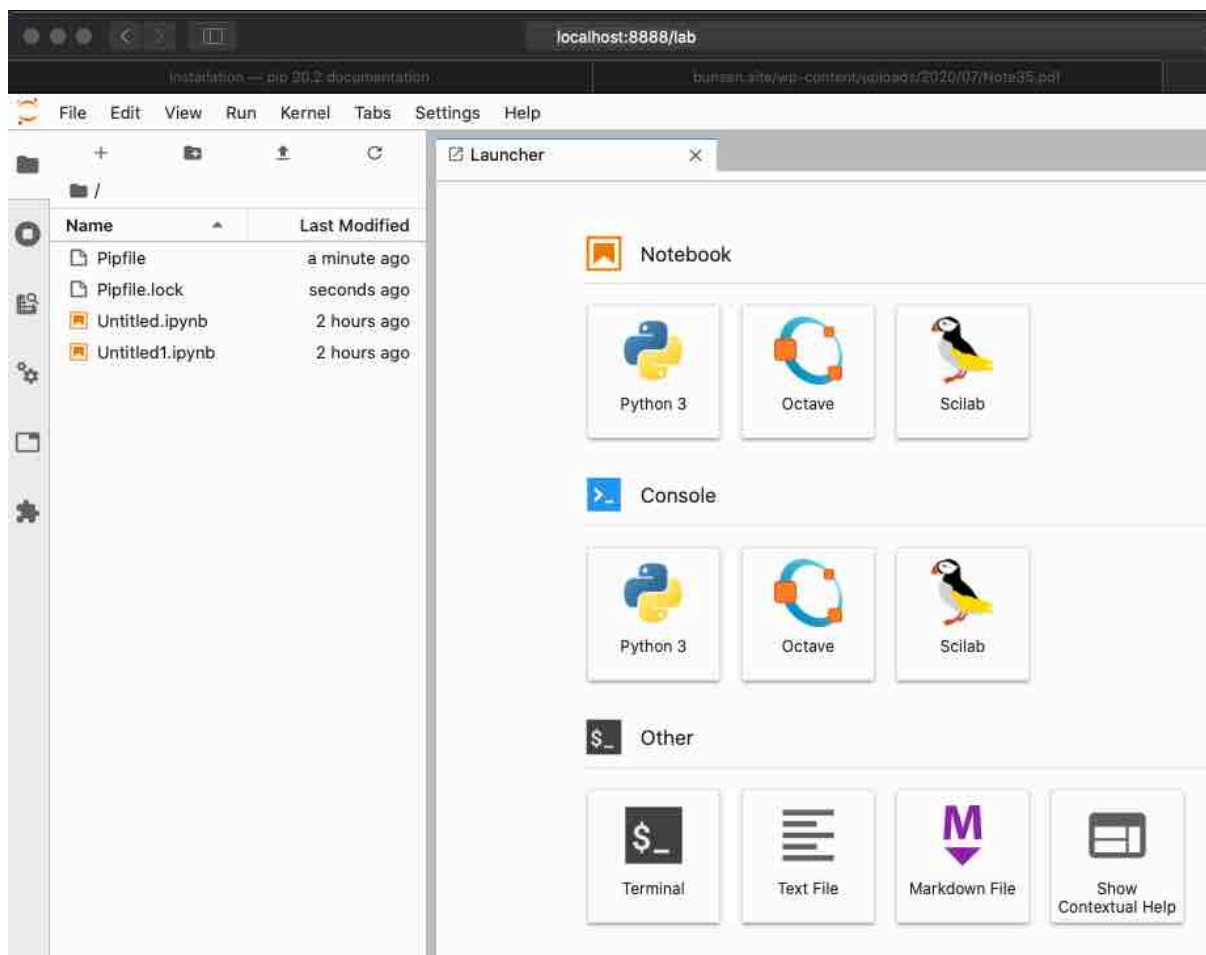 localhost:8888/lab
Installation — pip 20.2 documentation
bunsen.site/wp-content/uploads/2020/07/Note35.pdf
File Edit View Run Kernel Tabs Settings Help
Launcher
/
Name Last Modified
Pipfile a minute ago
Pipfile.lock seconds ago
Untitled.ipynb 2 hours ago
Untitled1.ipynb 2 hours ago
Notebook
Python 3 Octave Scilab
Console
Python 3 Octave Scilab
$_ Other
$_
M
Terminal Text File Markdown File Show
Contextual Help